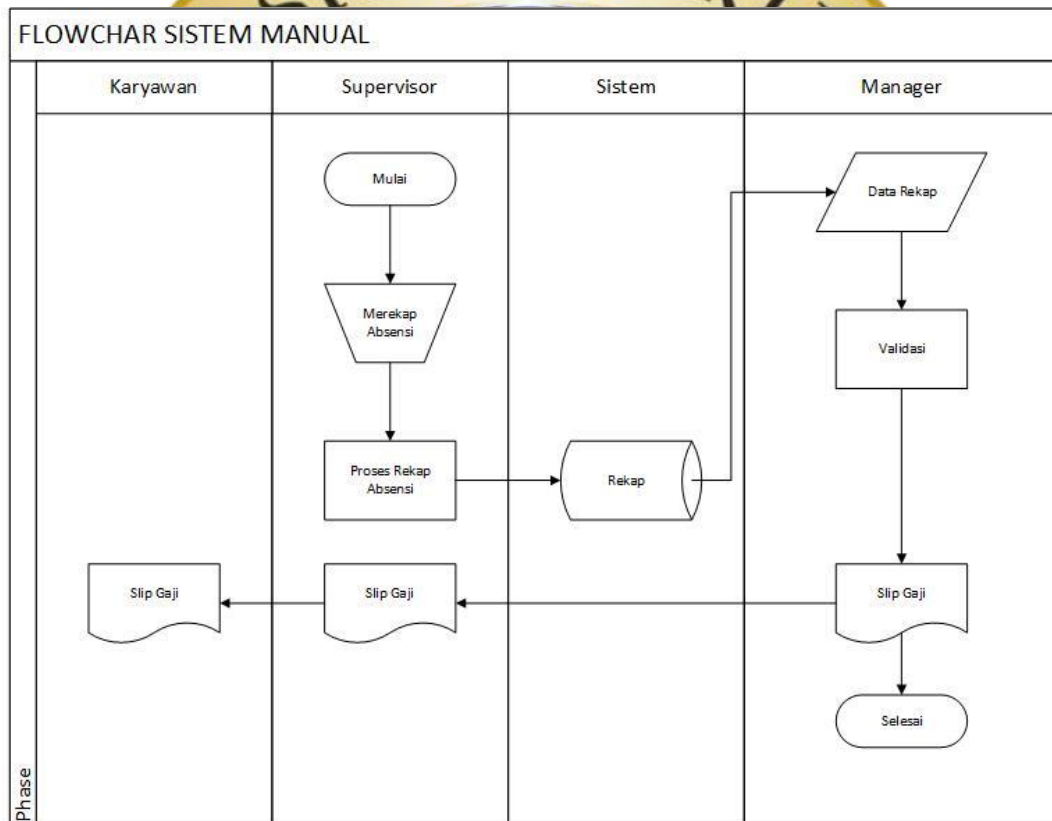 FLOWCHAR SISTEM MANUAL
Karyawan
Supervisor
Sistem
Manager
Mulai
Data Rekap
Merekap
Absensi
Validasi
Proses Rekap
Absensi
Rekap
Slip Gaji
Slip Gaji
Slip Gaji
Selesai
Phase